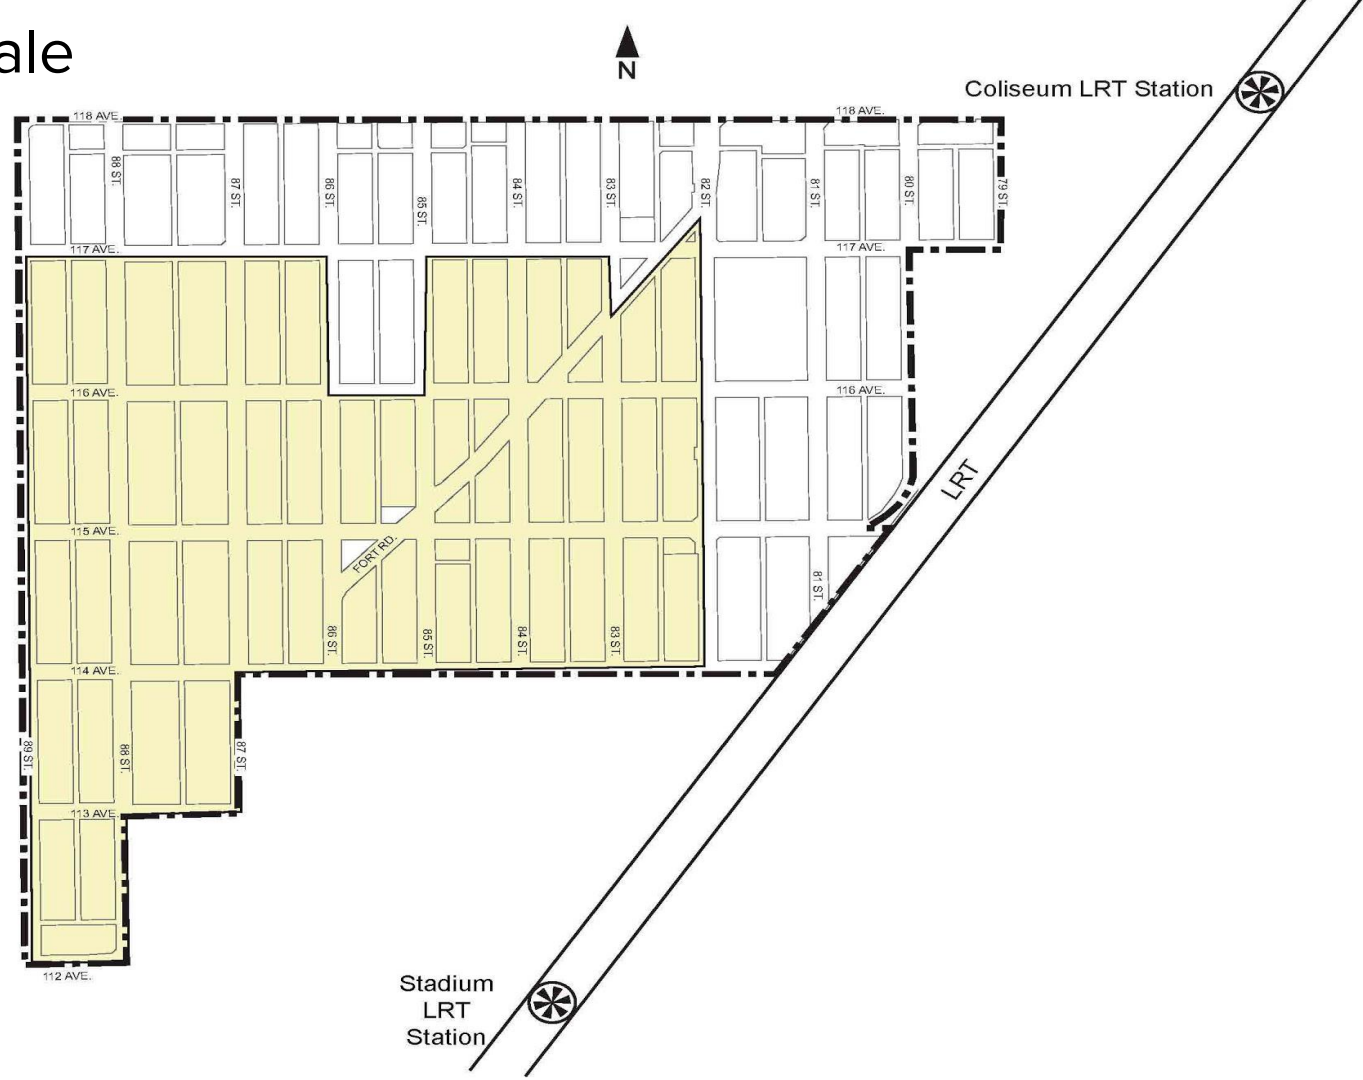 ale
N
Coliseum LRT Station
118 AVE.
118 AVE.
88 ST.
87 ST.
86 ST.
85 ST.
84 ST.
83 ST.
82 ST.
81 ST.
80 ST.
79 ST.
117 AVE.
117 AVE.
116 AVE.
116 AVE.
LRT
115 AVE.
FORT RD.
81 ST.
86 ST.
85 ST.
84 ST.
83 ST.
114 AVE.
89 ST.
88 ST.
87 ST.
113 AVE.
112 AVE.
Stadium
LRT
Station